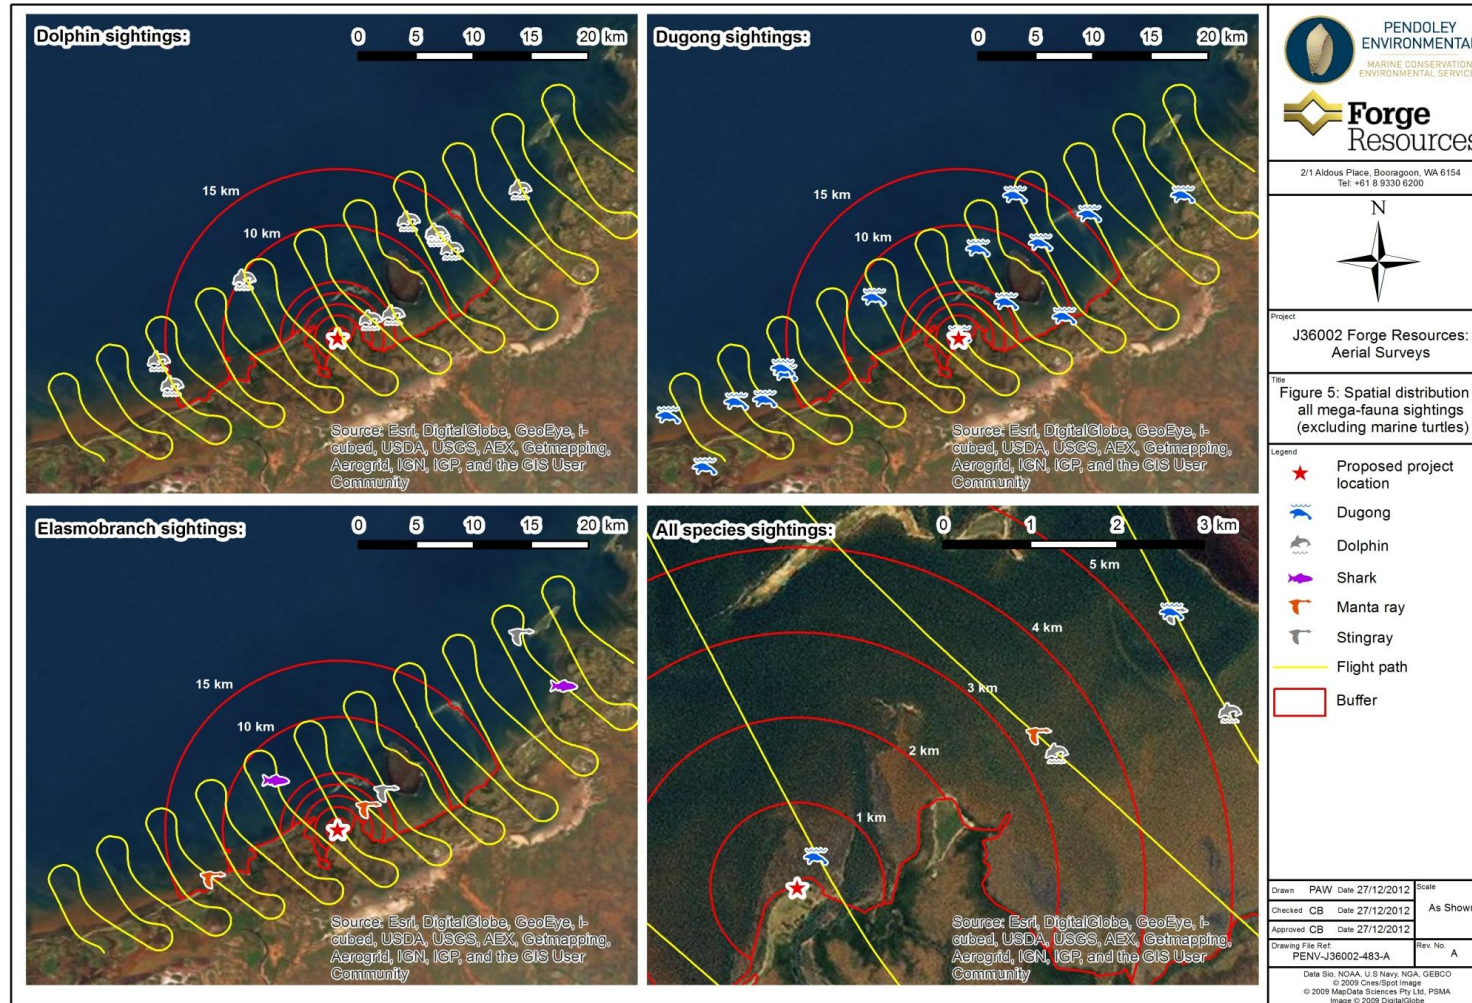 Dolphin sightings:
0 5 10 15 20 km
15 km
10 km
Source: Esri, DigitalGlobe, GeoEye, i-
cubed, USDA, USGS, AEX, Getmapping,
Aerogrid, IGN, IGP, and the GIS User
Community
Dugong sightings:
0 5 10 15 20 km
15 km
10 km
Source: Esri, DigitalGlobe, GeoEye, i-
cubed, USDA, USGS, AEX, Getmapping,
Aerogrid, IGN, IGP, and the GIS User
Community
Elasmobranch sightings:
0 5 10 15 20 km
15 km
10 km
Source: Esri, DigitalGlobe, GeoEye, i-
cubed, USDA, USGS, AEX, Getmapping,
Aerogrid, IGN, IGP, and the GIS User
Community
All species sightings:
0 1 2 3 km
5 km
4 km
3 km
2 km
1 km
Source: Esri, DigitalGlobe, GeoEye, i-
cubed, USDA, USGS, AEX, Getmapping,
Aerogrid, IGN, IGP, and the GIS User
Community
PENDOLEY
ENVIRONMENTAL
MARINE CONSERVATION
ENVIRONMENTAL SERVICE
Forge
Resources
2/1 Aldous Place, Booragoon, WA 6154
Tel: +61 8 9330 6200
N
Project
J36002 Forge Resources:
Aerial Surveys
Title
Figure 5: Spatial distribution
all mega-fauna sightings
(excluding marine turtles)
Legend
Proposed project
location
Dugong
Dolphin
Shark
Manta ray
Stingray
Flight path
Buffer
Drawn PAW Date 27/12/2012
Scale
As Shown
Checked CB Date 27/12/2012
Approved CB Date 27/12/2012
Drawing File Ref:
PENV-J36002-483-A
Rev. No.
A
Data Sio, NOAA, U.S Navy, NGA, GEBCO
© 2009 Cnes/Spot Image
© 2009 MapData Sciences Pty Ltd, PSMA
Image © 2009 DigitalGlobe